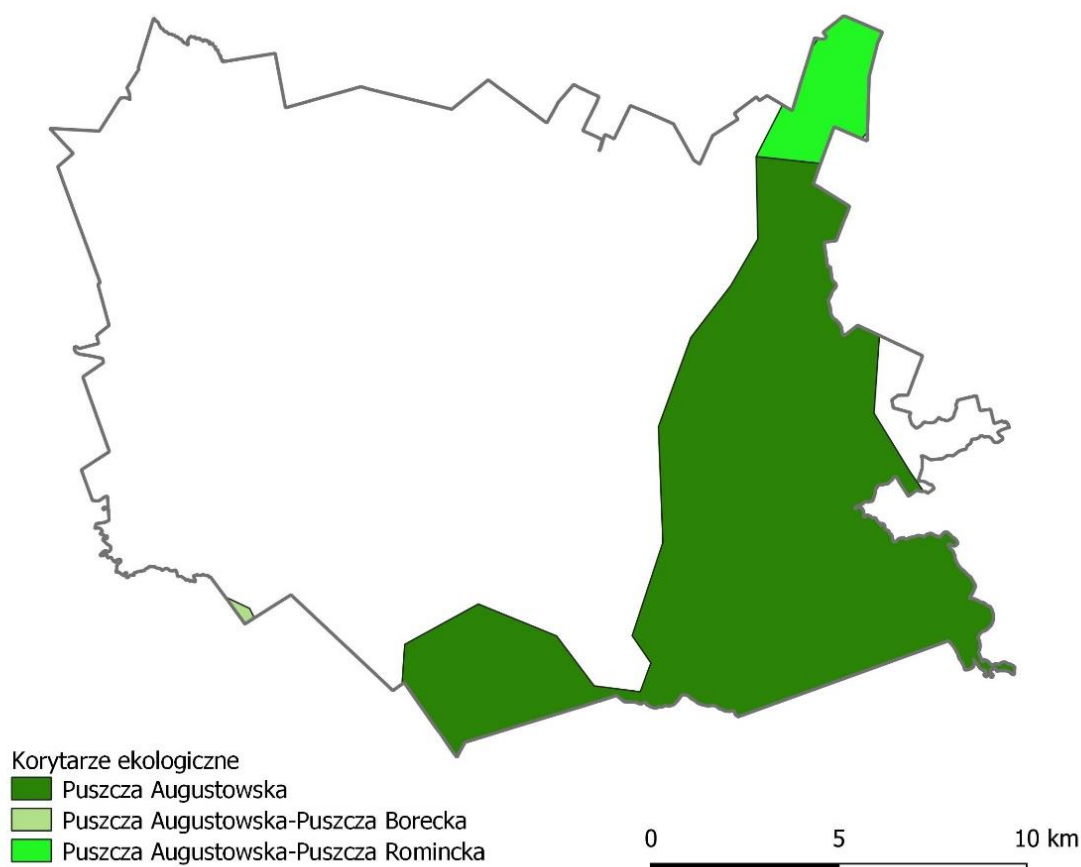 Korytarze ekologiczne
Puszcza Augustowska
Puszcza Augustowska-Puszcza Borecka
Puszcza Augustowska-Puszcza Romincka
0 5 10 km